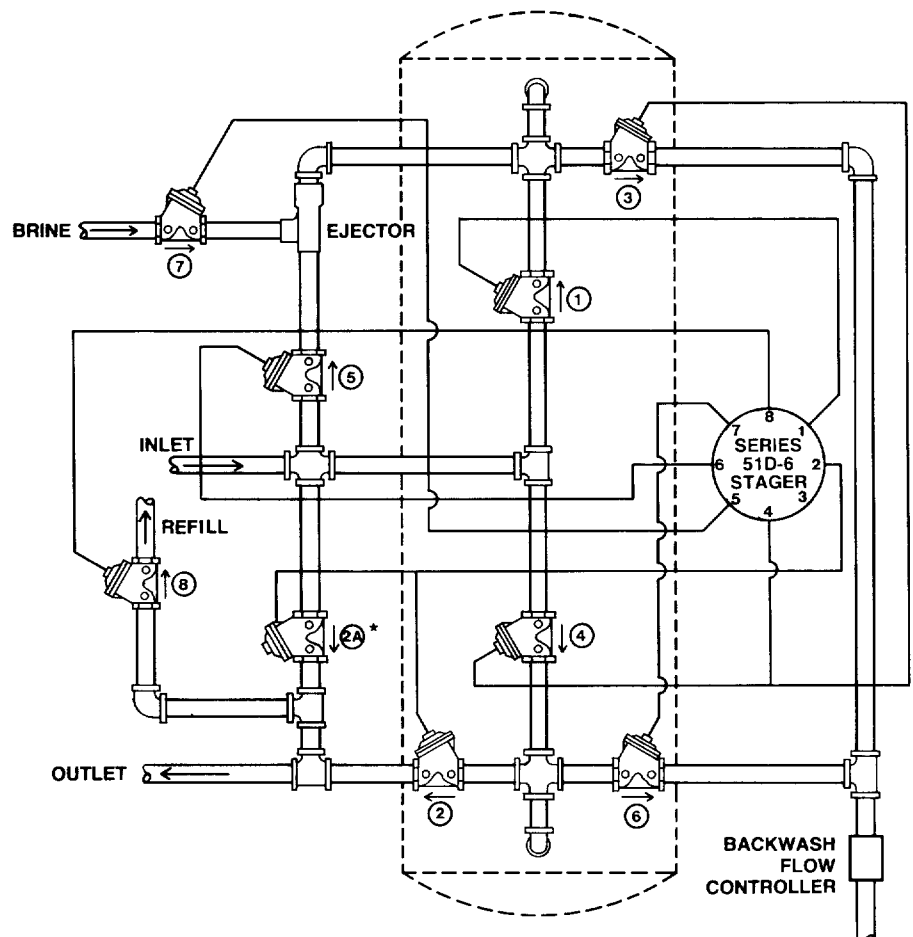 3
BRINE
EJECTOR
7
1
5
INLET
8
7 1
SERIES
6 51D-6 2
STAGER
5 3
4
REFILL
8
2A*
4
OUTLET
2
6
BACKWASH
FLOW
CONTROLLER